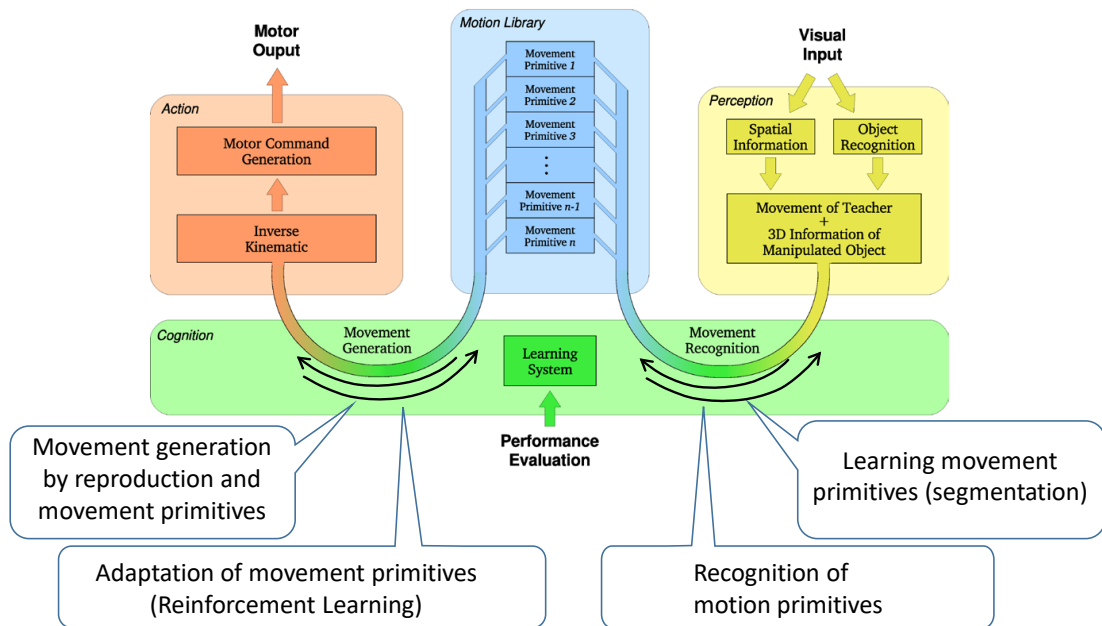 Motor
Ouput
Action
Motor Command
Generation
Inverse
Kinematic
Motion Library
Movement
Primitive 1
Movement
Primitive 2
Movement
Primitive 3
⋮
Movement
Primitive n-1
Movement
Primitive n
Visual
Input
Perception
Spatial
Information
Object
Recognition
Movement of Teacher
+
3D Information of
Manipulated Object
Cognition
Movement
Generation
Learning
System
Movement
Recognition
Performance
Evaluation
Movement generation
by reproduction and
movement primitives
Adaptation of movement primitives
(Reinforcement Learning)
Recognition of
motion primitives
Learning movement
primitives (segmentation)